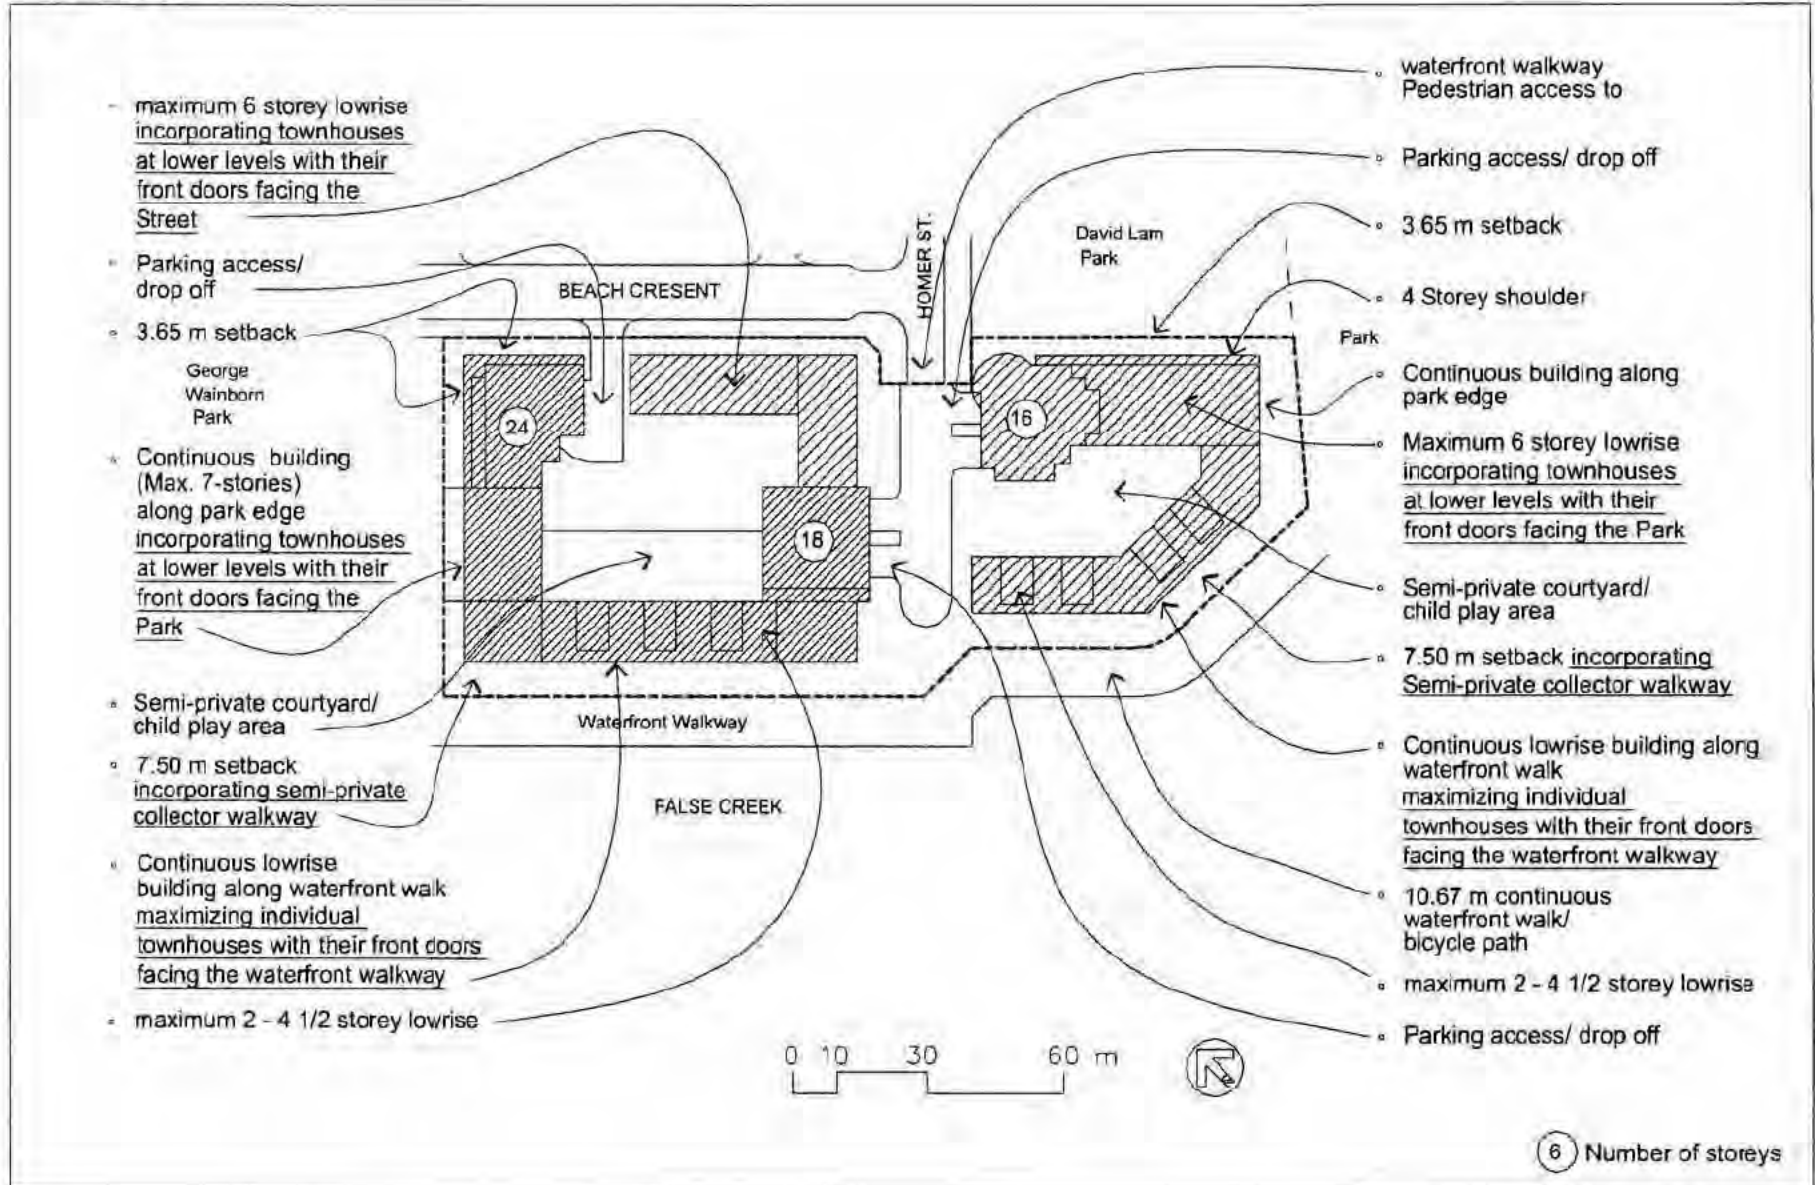 maximum 6 storey lowrise
incorporating townhouses
at lower levels with their
front doors facing the
Street
Parking access/
drop off
3.65 m setback
George
Wainborn
Park
Continuous building
(Max. 7-stories)
along park edge
incorporating townhouses
at lower levels with their
front doors facing the
Park
Semi-private courtyard/
child play area
7.50 m setback
incorporating semi-private
collector walkway
Continuous lowrise
building along waterfront walk
maximizing individual
townhouses with their front doors
facing the waterfront walkway
maximum 2 - 4 1/2 storey lowrise
BEACH CRESENT
HOMER ST.
David Lam
Park
Park
24
18
16
Waterfront Walkway
FALSE CREEK
waterfront walkway
Pedestrian access to
Parking access/ drop off
3.65 m setback
4 Storey shoulder
Continuous building along
park edge
Maximum 6 storey lowrise
incorporating townhouses
at lower levels with their
front doors facing the Park
Semi-private courtyard/
child play area
7.50 m setback incorporating
Semi-private collector walkway
Continuous lowrise building along
waterfront walk
maximizing individual
townhouses with their front doors
facing the waterfront walkway
10.67 m continuous
waterfront walk/
bicycle path
maximum 2 - 4 1/2 storey lowrise
Parking access/ drop off
0 10 30 60 m
N
6 Number of storeys